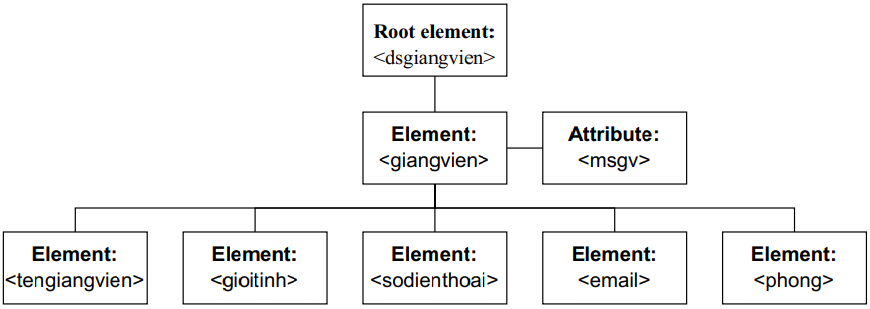 Root element:
<dsgiangvien>
Element:
<giangvien>
Attribute:
<msgv>
Element:
<tengiangvien>
Element:
<gioitinh>
Element:
<sodienthoai>
Element:
<email>
Element:
<phong>